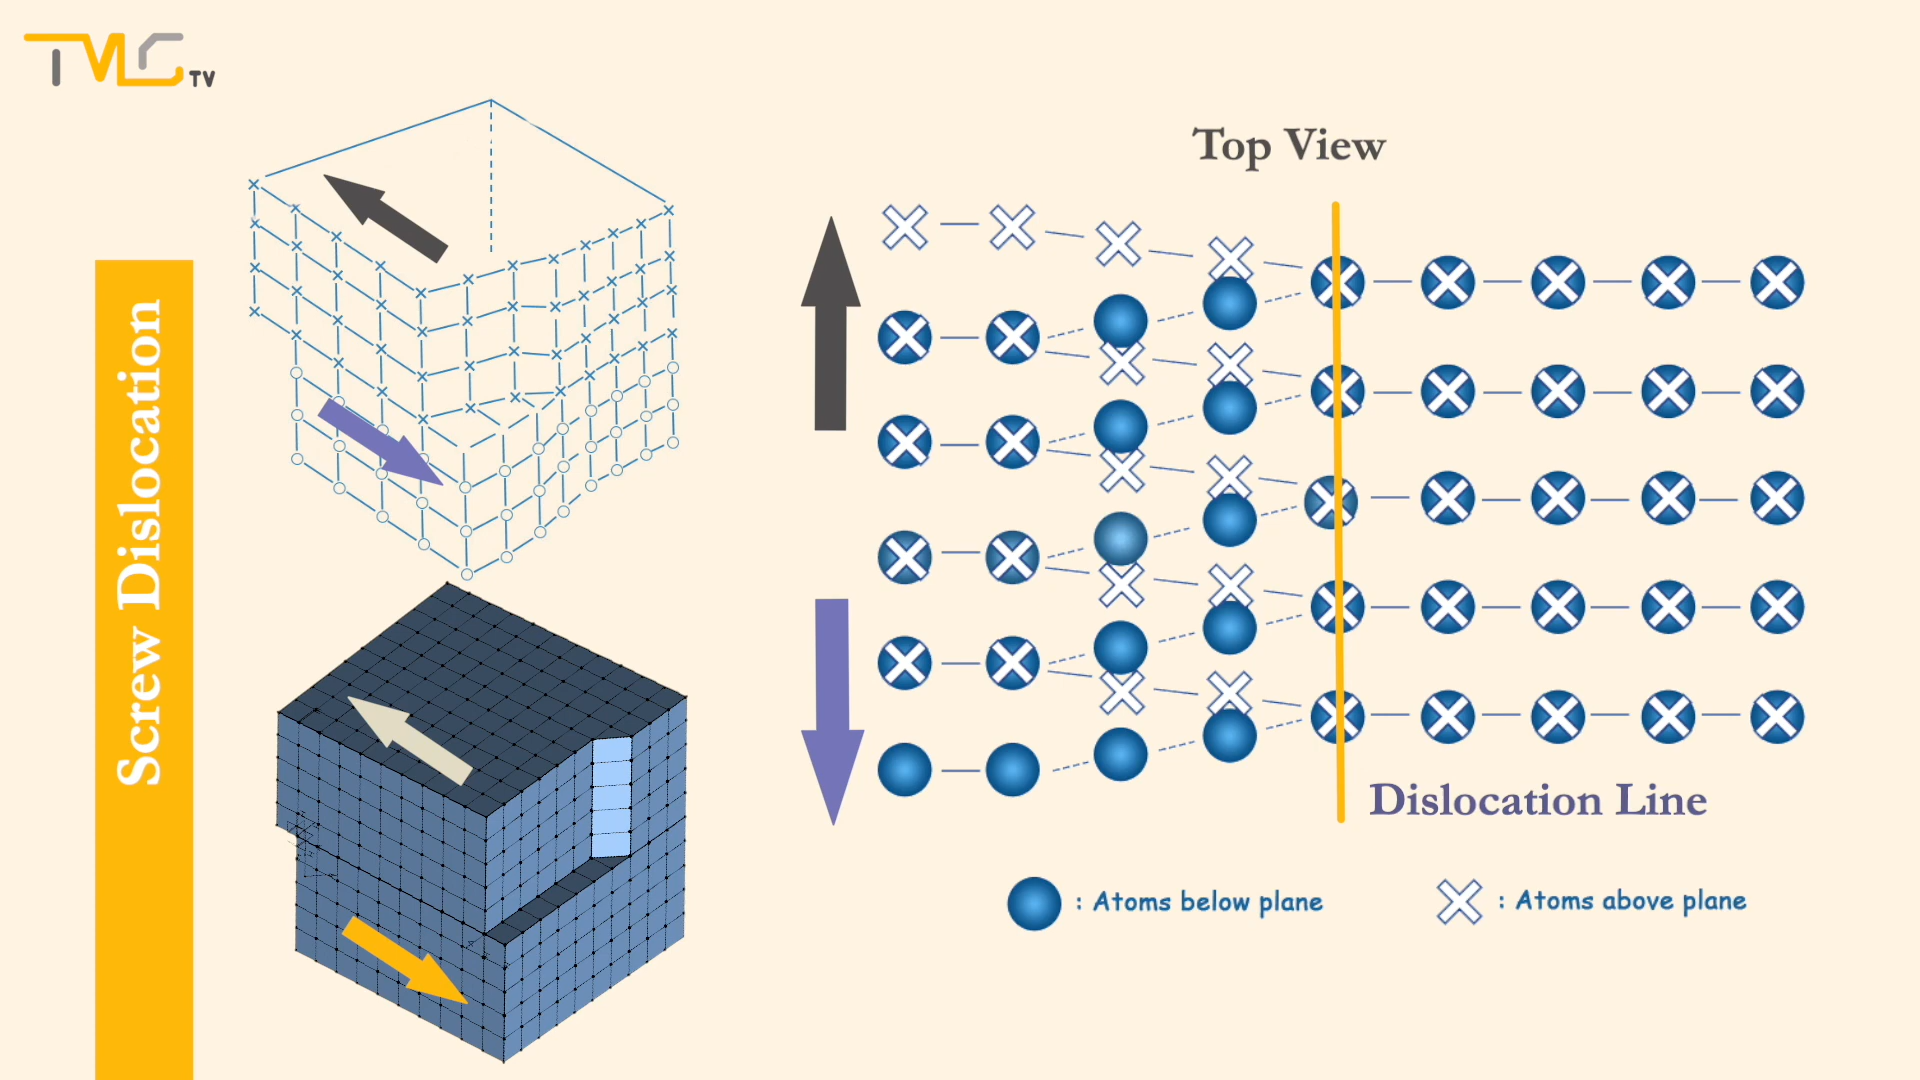 TMC TV
Screw Dislocation
Top View
Dislocation Line
: Atoms below plane
: Atoms above plane